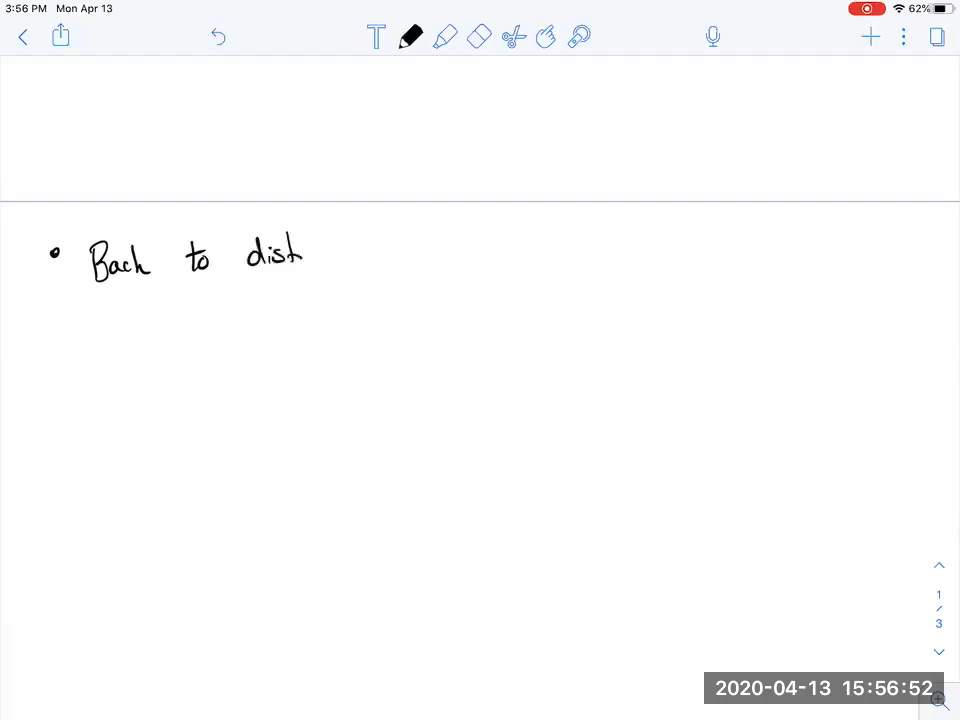 3:56 PM Mon Apr 13
62%
T
• Back to dist
1
/
3
2020-04-13 15:56:52